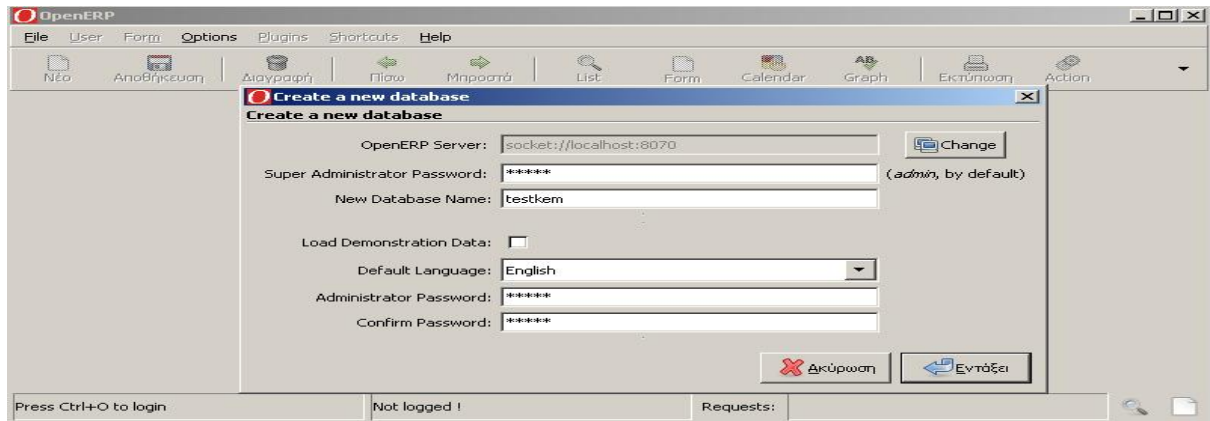 OpenERP
File User Form Options Plugins Shortcuts Help
Νέο Αποθήκευση Διαγραφή Πίσω Μπροστά List Form Calendar Graph Εκτύπωση Action
Create a new database
Create a new database
OpenERP Server: socket://localhost:8070 Change
Super Administrator Password: ***** (admin, by default)
New Database Name: testkem
Load Demonstration Data:
Default Language: English
Administrator Password: *****
Confirm Password: *****
Ακύρωση Εντάξει
Press Ctrl+O to login Not logged ! Requests: